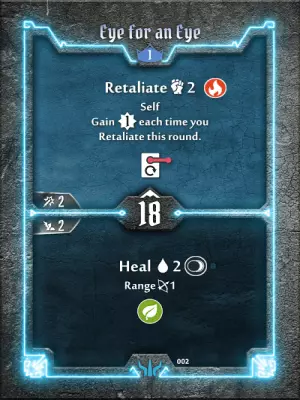 Eye for an Eye
1
Retaliate 2
Self
Gain 1 each time you
Retaliate this round.
2
18
2
Heal 2
Range 1
002